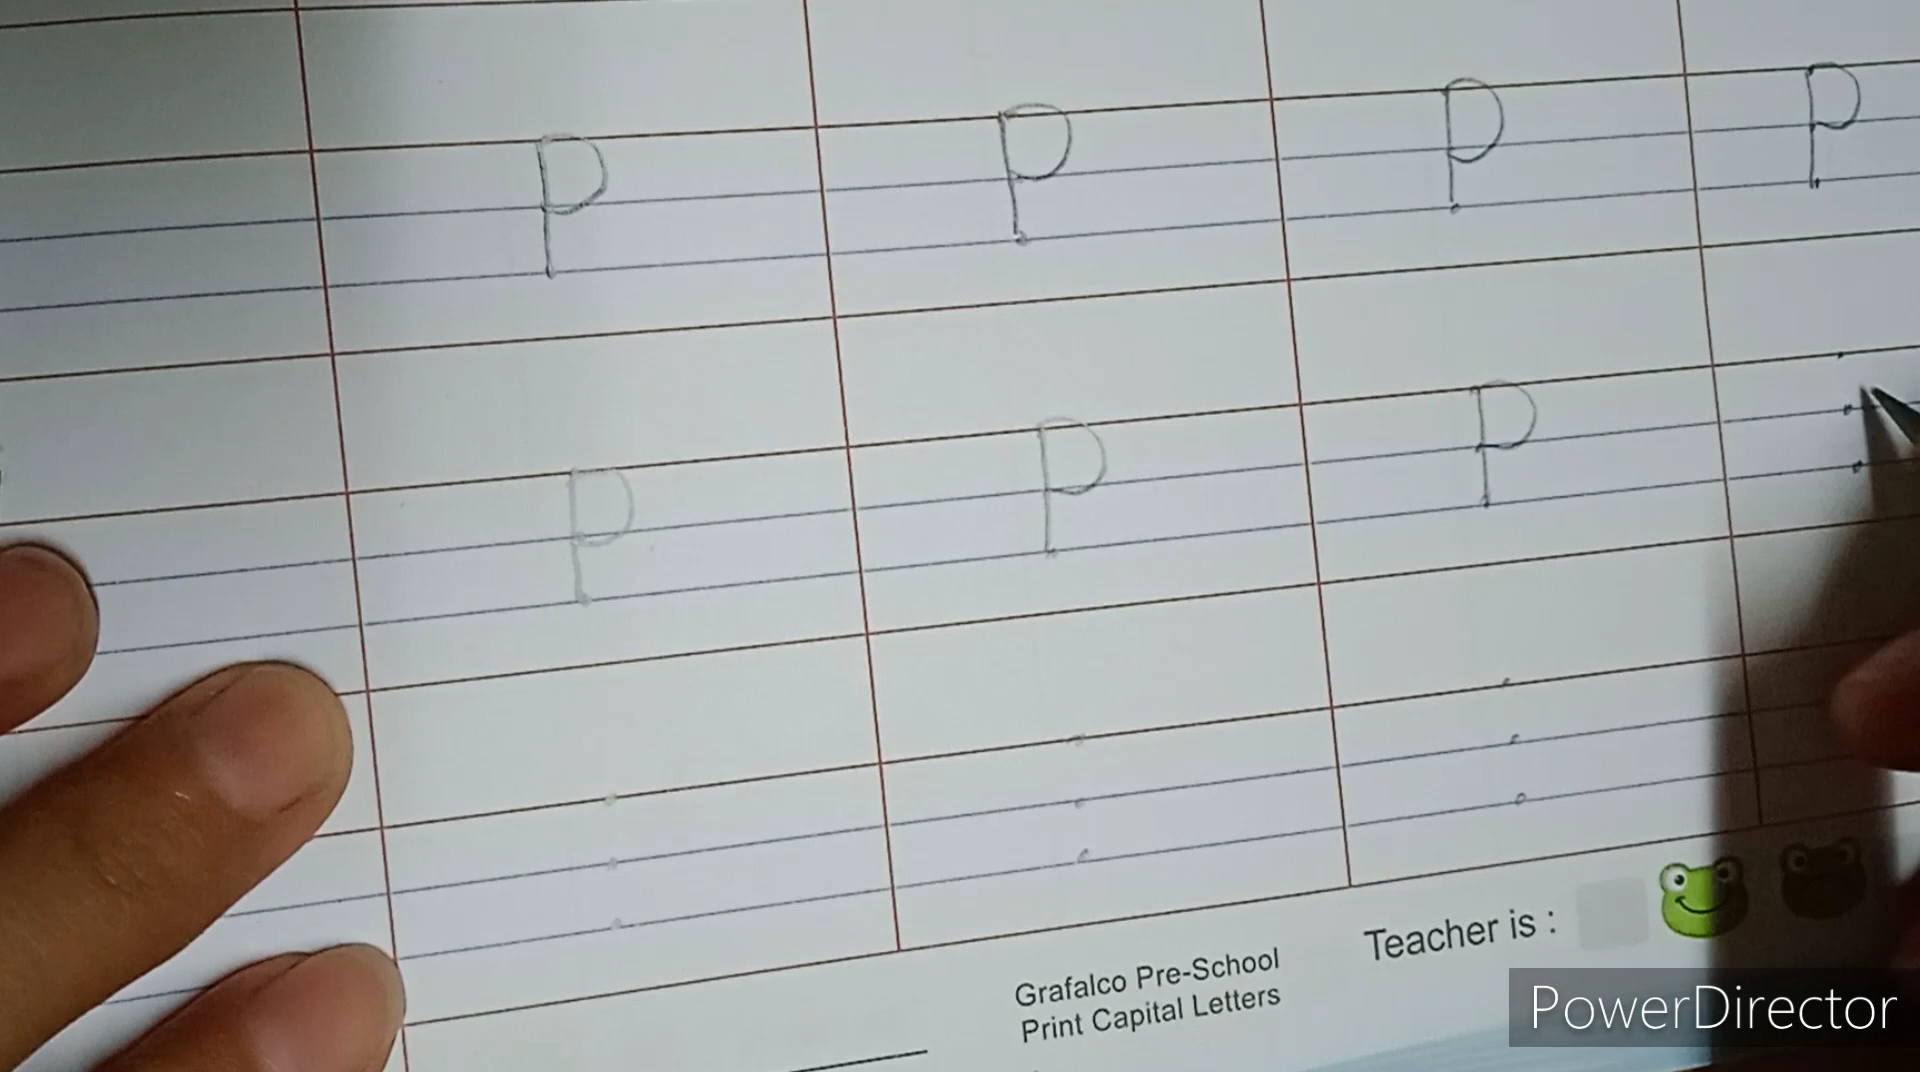 P P P P
P P P
Teacher is :
Grafalco Pre-School
Print Capital Letters
PowerDirector